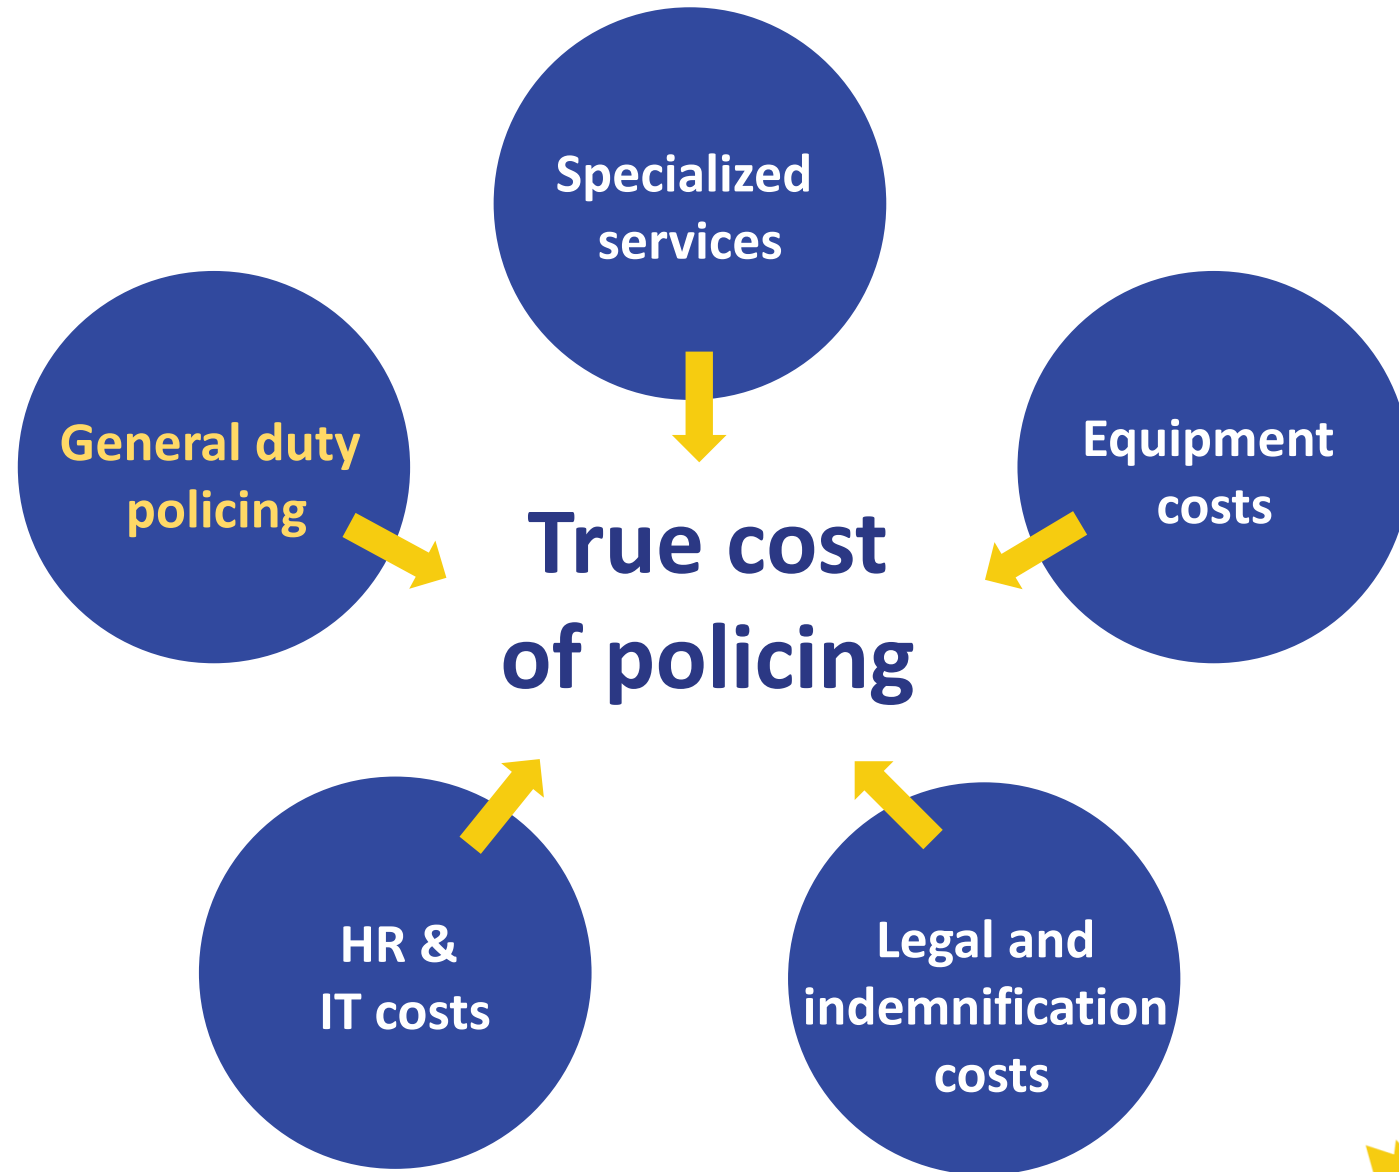 Specialized
services
General duty
policing
Equipment
costs
True cost
of policing
HR &
IT costs
Legal and
indemnification
costs